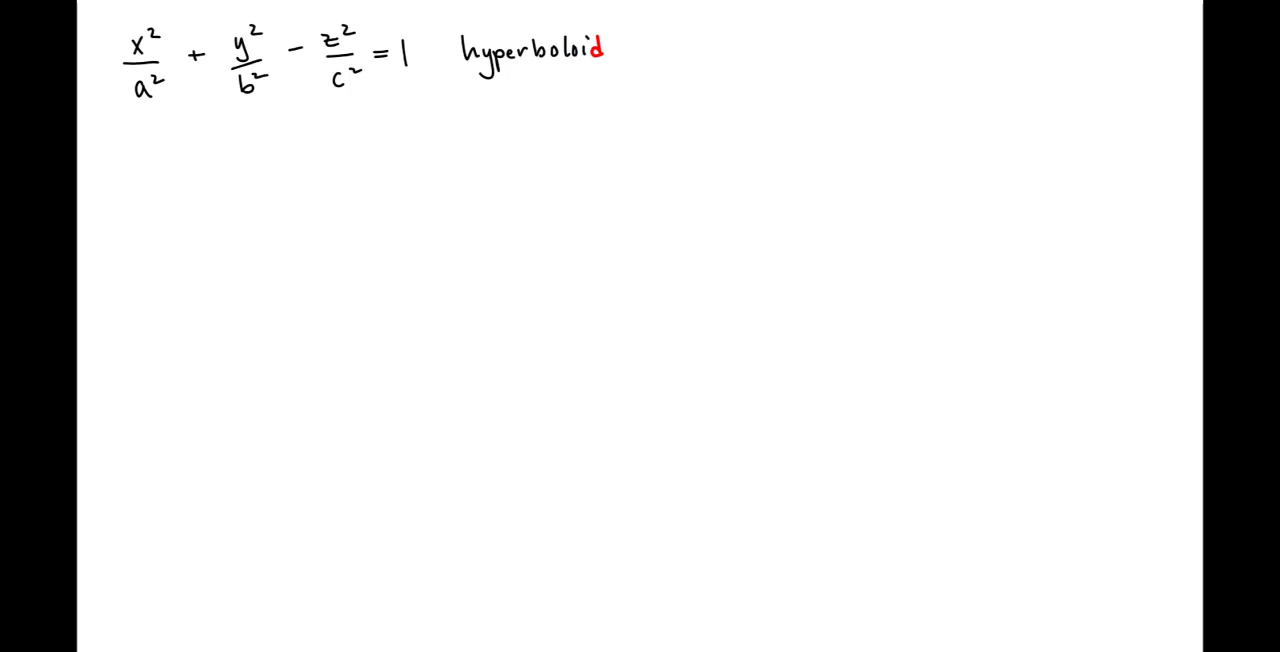 x²/a² + y²/b² - z²/c² = 1 hyperboloid